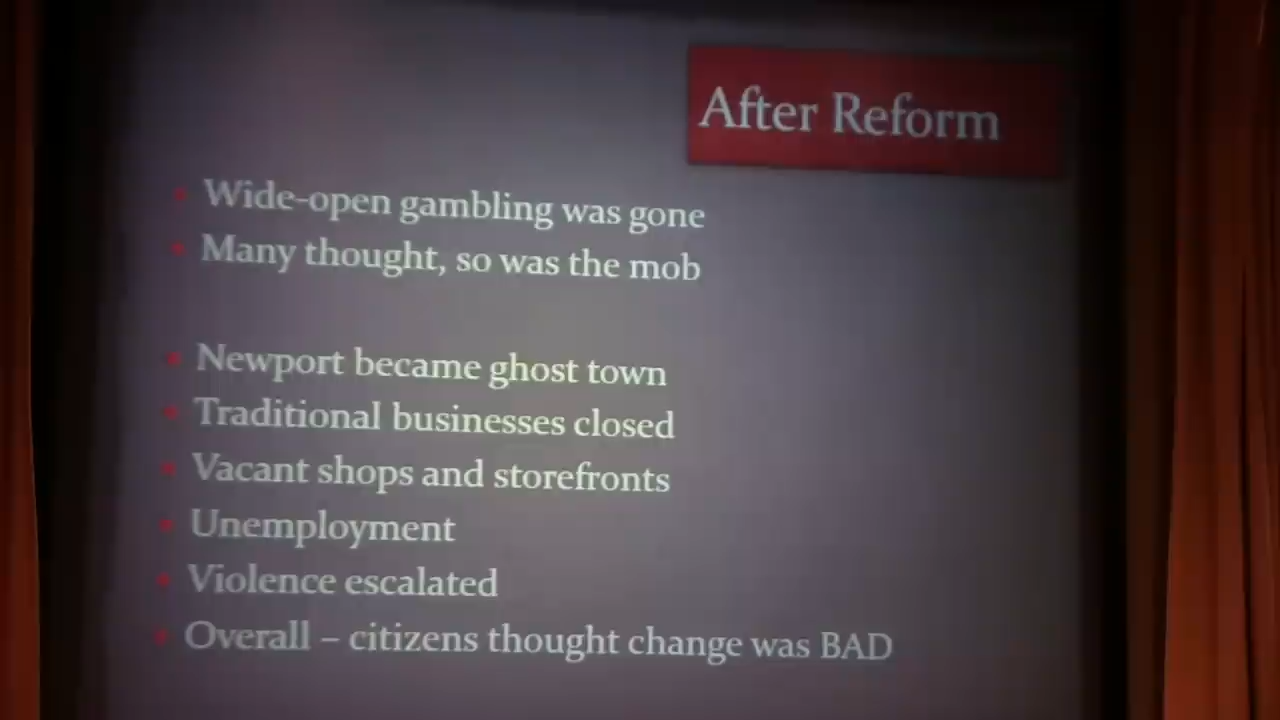 After Reform
Wide-open gambling was gone
Many thought, so was the mob
Newport became ghost town
Traditional businesses closed
Vacant shops and storefronts
Unemployment
Violence escalated
Overall – citizens thought change was BAD